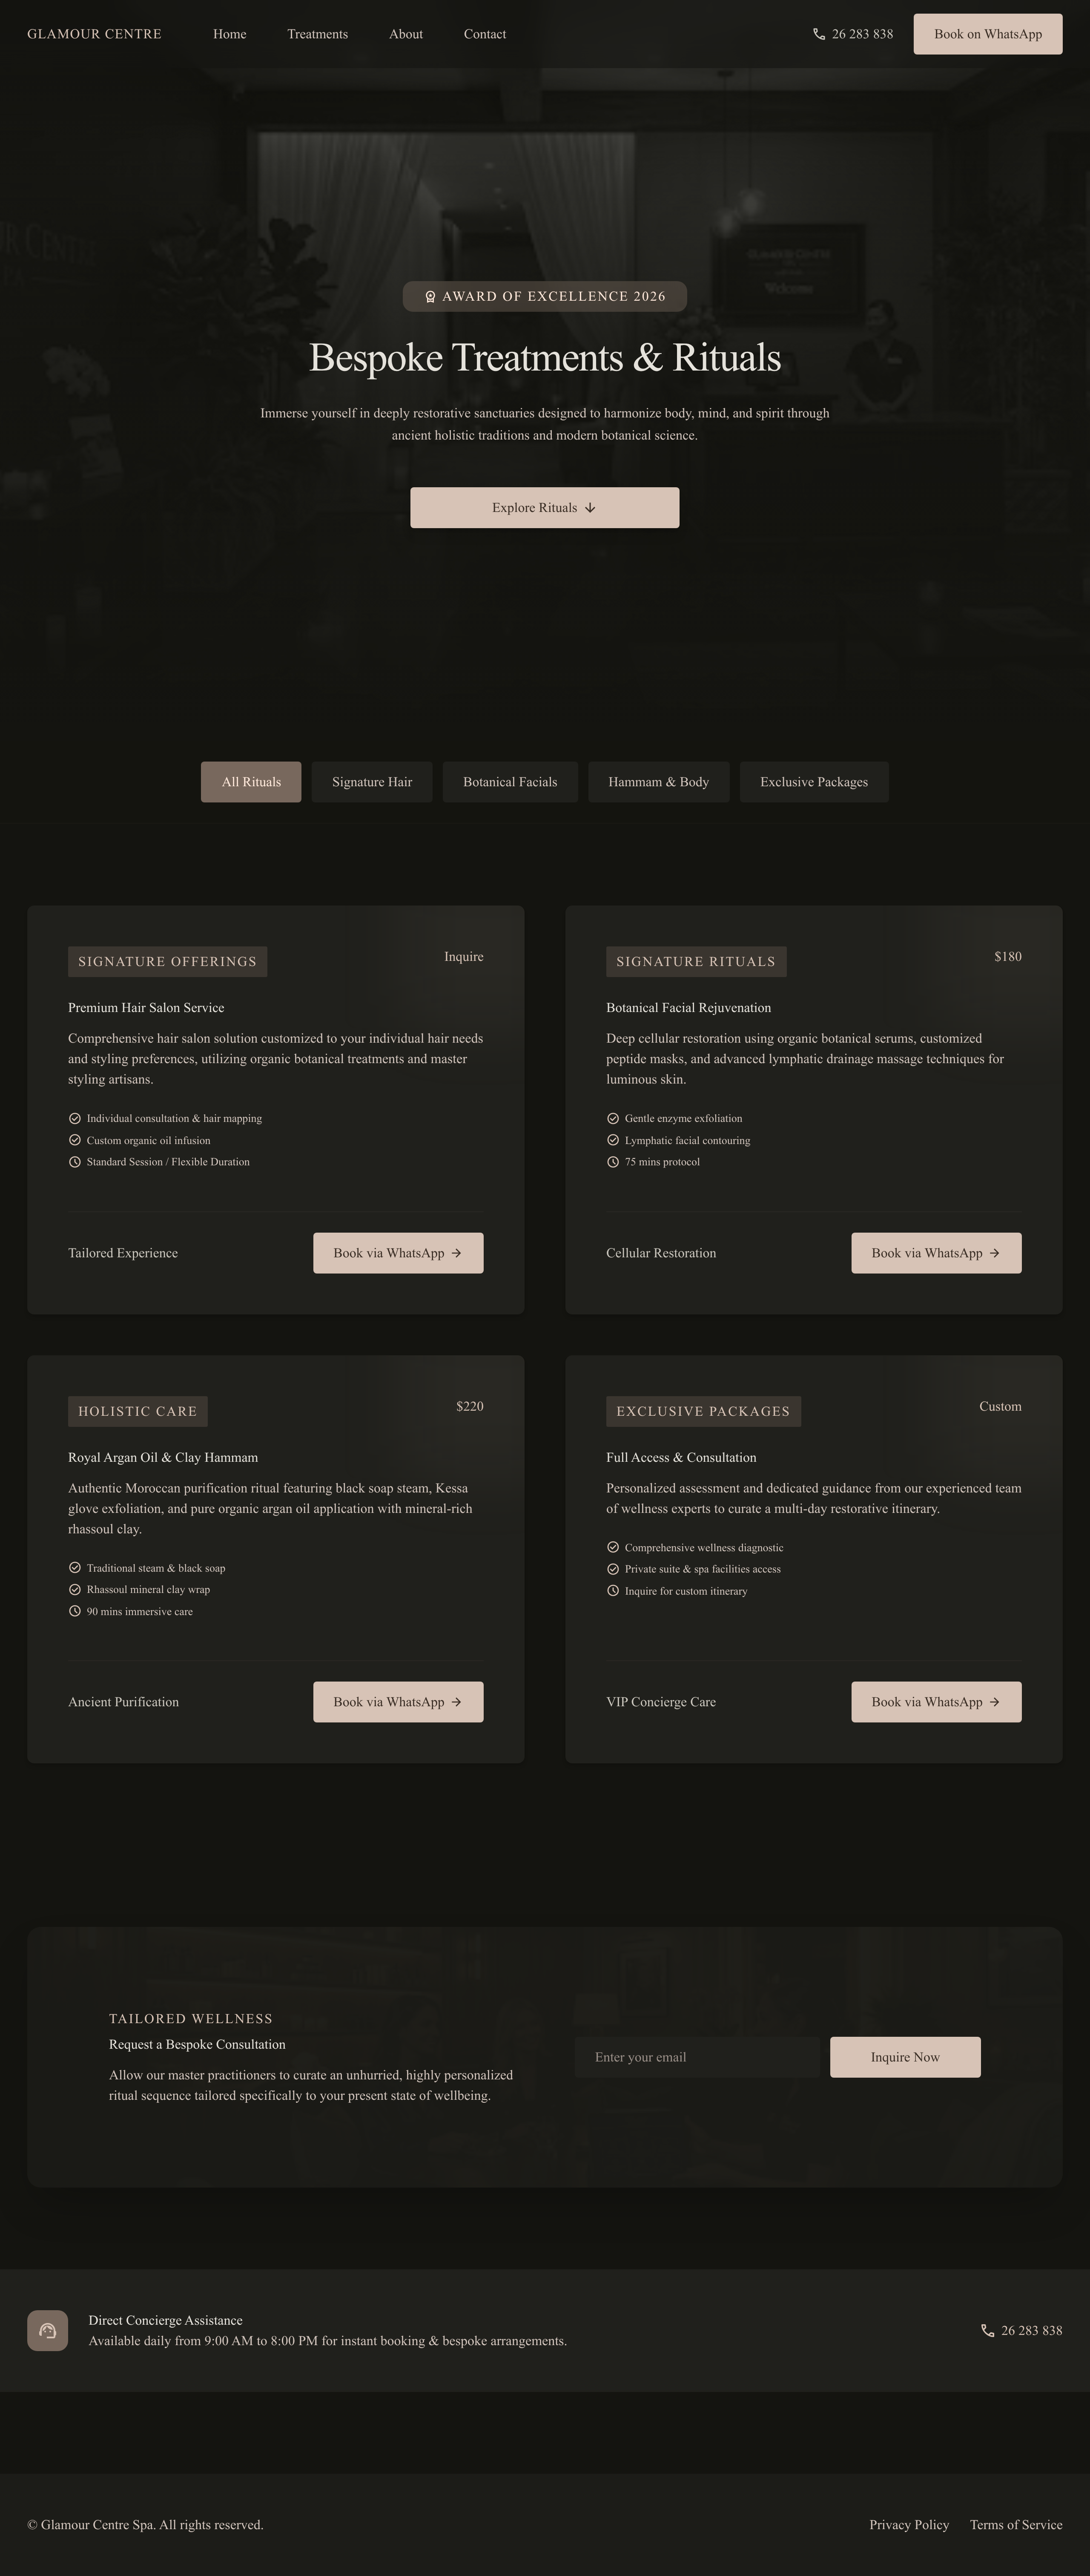 GLAMOUR CENTRE
Home
Treatments
About
Contact
26 283 838
Book on WhatsApp
Welcome
AWARD OF EXCELLENCE 2026
Bespoke Treatments & Rituals
Immerse yourself in deeply restorative sanctuaries designed to harmonize body, mind, and spirit through
ancient holistic traditions and modern botanical science.
Explore Rituals
All Rituals
Signature Hair
Botanical Facials
Hammam & Body
Exclusive Packages
SIGNATURE OFFERINGS
Inquire
Premium Hair Salon Service
Comprehensive hair salon solution customized to your individual hair needs
and styling preferences, utilizing organic botanical treatments and master
styling artisans.
Individual consultation & hair mapping
Custom organic oil infusion
Standard Session / Flexible Duration
Tailored Experience
Book via WhatsApp
SIGNATURE RITUALS
$180
Botanical Facial Rejuvenation
Deep cellular restoration using organic botanical serums, customized
peptide masks, and advanced lymphatic drainage massage techniques for
luminous skin.
Gentle enzyme exfoliation
Lymphatic facial contouring
75 mins protocol
Cellular Restoration
Book via WhatsApp
HOLISTIC CARE
$220
Royal Argan Oil & Clay Hammam
Authentic Moroccan purification ritual featuring black soap steam, Kessa
glove exfoliation, and pure organic argan oil application with mineral-rich
rhassoul clay.
Traditional steam & black soap
Rhassoul mineral clay wrap
90 mins immersive care
Ancient Purification
Book via WhatsApp
EXCLUSIVE PACKAGES
Custom
Full Access & Consultation
Personalized assessment and dedicated guidance from our experienced team
of wellness experts to curate a multi-day restorative itinerary.
Comprehensive wellness diagnostic
Private suite & spa facilities access
Inquire for custom itinerary
VIP Concierge Care
Book via WhatsApp
TAILORED WELLNESS
Request a Bespoke Consultation
Allow our master practitioners to curate an unhurried, highly personalized
ritual sequence tailored specifically to your present state of wellbeing.
Enter your email
Inquire Now
Direct Concierge Assistance
Available daily from 9:00 AM to 8:00 PM for instant booking & bespoke arrangements.
26 283 838
© Glamour Centre Spa. All rights reserved.
Privacy Policy
Terms of Service